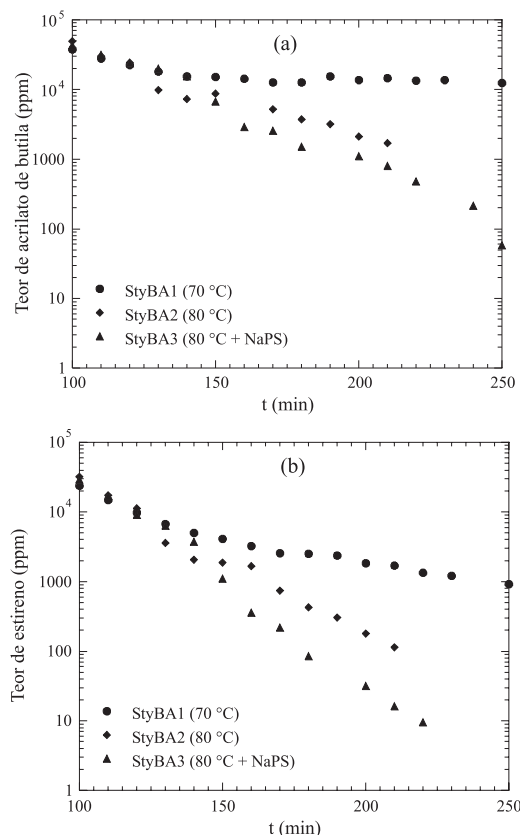 (a)
Teor de acrilato de butila (ppm)
10^5
10^4
1000
100
10
1
StyBA1 (70 °C)
StyBA2 (80 °C)
StyBA3 (80 °C + NaPS)
100 150 200 250
t (min)
(b)
Teor de estireno (ppm)
10^5
10^4
1000
100
10
1
StyBA1 (70 °C)
StyBA2 (80 °C)
StyBA3 (80 °C + NaPS)
100 150 200 250
t (min)